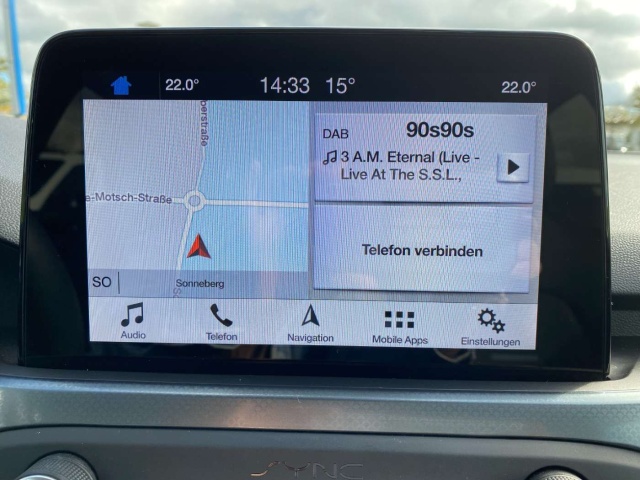 22.0° 14:33 15° 22.0°
DAB 90s90s
3 A.M. Eternal (Live -
Live At The S.S.L.,
Telefon verbinden
berstraße
e-Motsch-Straße
SO
Sonneberg
Audio Telefon Navigation Mobile Apps Einstellungen
SYNC